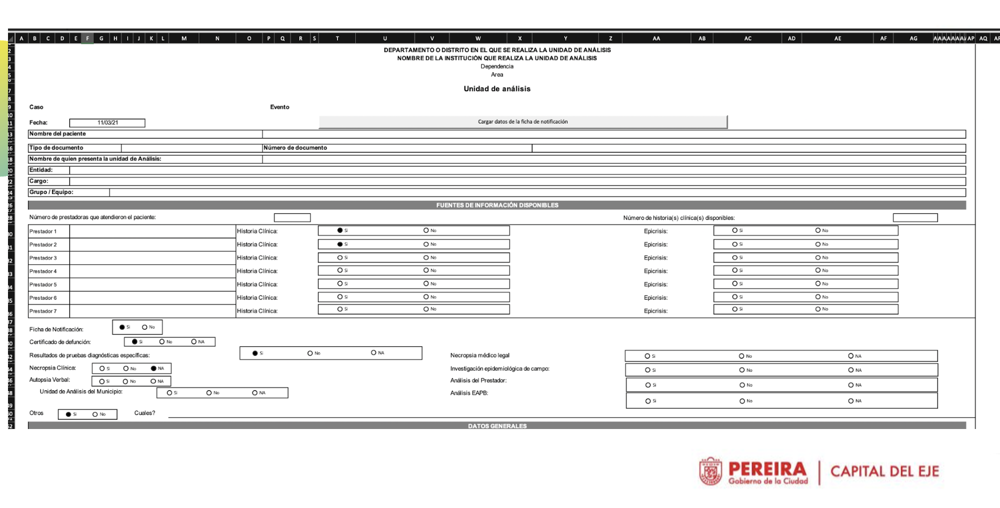 A B C D E F G H I J K L M N O P Q R S T U V W X Y Z AA AB AC AD AE AF AG AP AQ
DEPARTAMENTO O DISTRITO EN EL QUE SE REALIZA LA UNIDAD DE ANÁLISIS
NOMBRE DE LA INSTITUCIÓN QUE REALIZA LA UNIDAD DE ANÁLISIS
Dependencia
Area
Unidad de análisis
Caso Evento
Fecha: 11/03/21 Cargar datos de la ficha de notificación
Nombre del paciente
Tipo de documento Número de documento
Nombre de quien presenta la unidad de Análisis:
Entidad:
Cargo:
Grupo / Equipo:
FUENTES DE INFORMACIÓN DISPONIBLES
Número de prestadoras que atendieron el paciente: Número de historia(s) clínica(s) disponibles:
Prestador 1 Historia Clínica: Si No Epicrisis: Si No
Prestador 2 Historia Clínica: Si No Epicrisis: Si No
Prestador 3 Historia Clínica: Si No Epicrisis: Si No
Prestador 4 Historia Clínica: Si No Epicrisis: Si No
Prestador 5 Historia Clínica: Si No Epicrisis: Si No
Prestador 6 Historia Clínica: Si No Epicrisis: Si No
Prestador 7 Historia Clínica: Si No Epicrisis: Si No
Ficha de Notificación: Si No
Certificado de defunción: Si No NA
Resultados de pruebas diagnósticas específicas: Si No NA Necropsia médico legal Si No NA
Necropsia Clínica: Si No NA Investigación epidemiológica de campo: Si No NA
Autopsia Verbal: Si No NA Análisis del Prestador: Si No NA
Unidad de Análisis del Municipio: Si No NA Análisis EAPB: Si No NA
Otros Si No Cuales?
DATOS GENERALES
PEREIRA
Gobierno de la Ciudad
CAPITAL DEL EJE